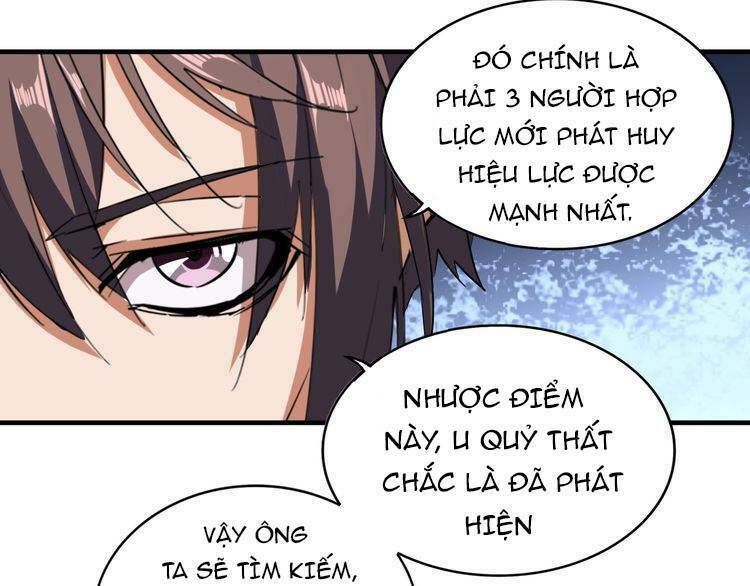 ĐÓ CHÍNH LÀ
PHẢI 3 NGƯỜI HỢP
LỰC MỚI PHÁT HUY
HIỆU LỰC ĐƯỢC
MẠNH NHẤT.
NHƯỢC ĐIỂM
NÀY, U QUỶ THẤT
CHẮC LÀ ĐÃ PHÁT
HIỆN
VẬY ÔNG
TA SẼ TÌM KIẾM,